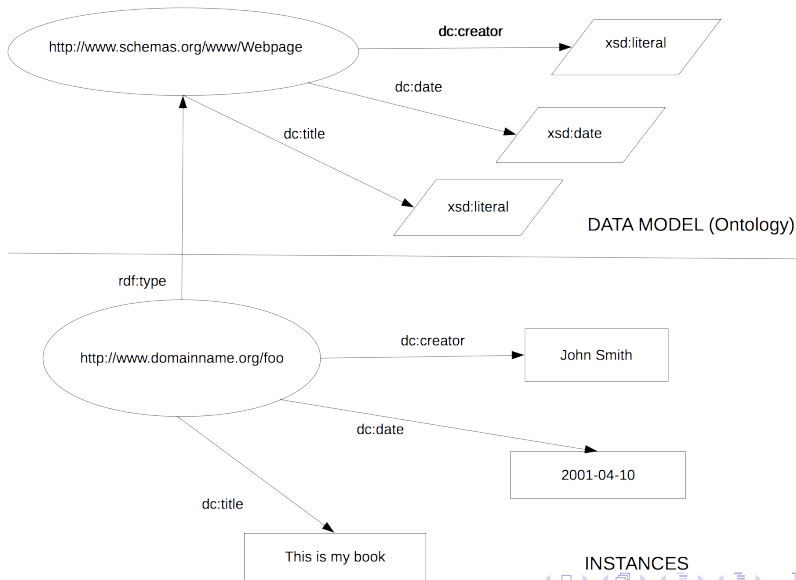 http://www.schemas.org/www/Webpage
dc:creator
xsd:literal
dc:date
xsd:date
dc:title
xsd:literal
DATA MODEL (Ontology)
rdf:type
http://www.domainname.org/foo
dc:creator
John Smith
dc:date
2001-04-10
dc:title
This is my book
INSTANCES